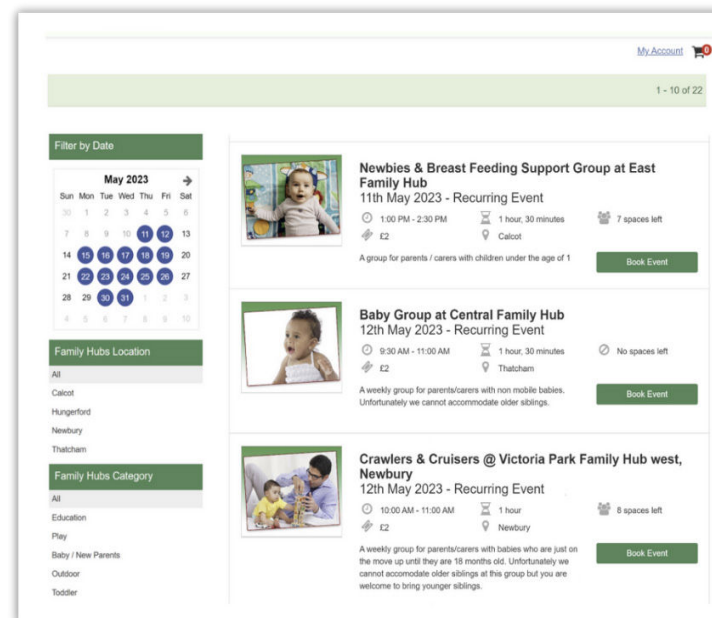 My Account 0
1 - 10 of 22
Filter by Date
May 2023
Sun Mon Tue Wed Thu Fri Sat
30 1 2 3 4 5 6
7 8 9 10 11 12 13
14 15 16 17 18 19 20
21 22 23 24 25 26 27
28 29 30 31 1 2 3
4 5 6 7 8 9 10
Family Hubs Location
All
Calcot
Hungerford
Newbury
Thatcham
Family Hubs Category
All
Education
Play
Baby / New Parents
Outdoor
Toddler
Newbies & Breast Feeding Support Group at East
Family Hub
11th May 2023 - Recurring Event
1:00 PM - 2:30 PM 1 hour, 30 minutes 7 spaces left
£2 Calcot
A group for parents / carers with children under the age of 1
Book Event
Baby Group at Central Family Hub
12th May 2023 - Recurring Event
9:30 AM - 11:00 AM 1 hour, 30 minutes No spaces left
£2 Thatcham
A weekly group for parents/carers with non mobile babies.
Unfortunately we cannot accommodate older siblings.
Book Event
Crawlers & Cruisers @ Victoria Park Family Hub west,
Newbury
12th May 2023 - Recurring Event
10:00 AM - 11:00 AM 1 hour 6 spaces left
£2 Newbury
A weekly group for parents/carers with babies who are just on
the move up until they are 18 months old. Unfortunately we
cannot accomodate older siblings at this group but you are
welcome to bring younger siblings.
Book Event